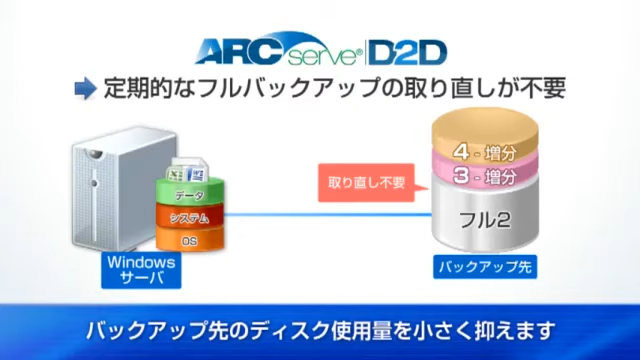 ARCserve® D2D
定期的なフルバックアップの取り直しが不要
4 - 増分
3 - 増分
取り直し不要
データ
システム
フル2
OS
Windows
サーバ
バックアップ先
バックアップ先のディスク使用量を小さく抑えます